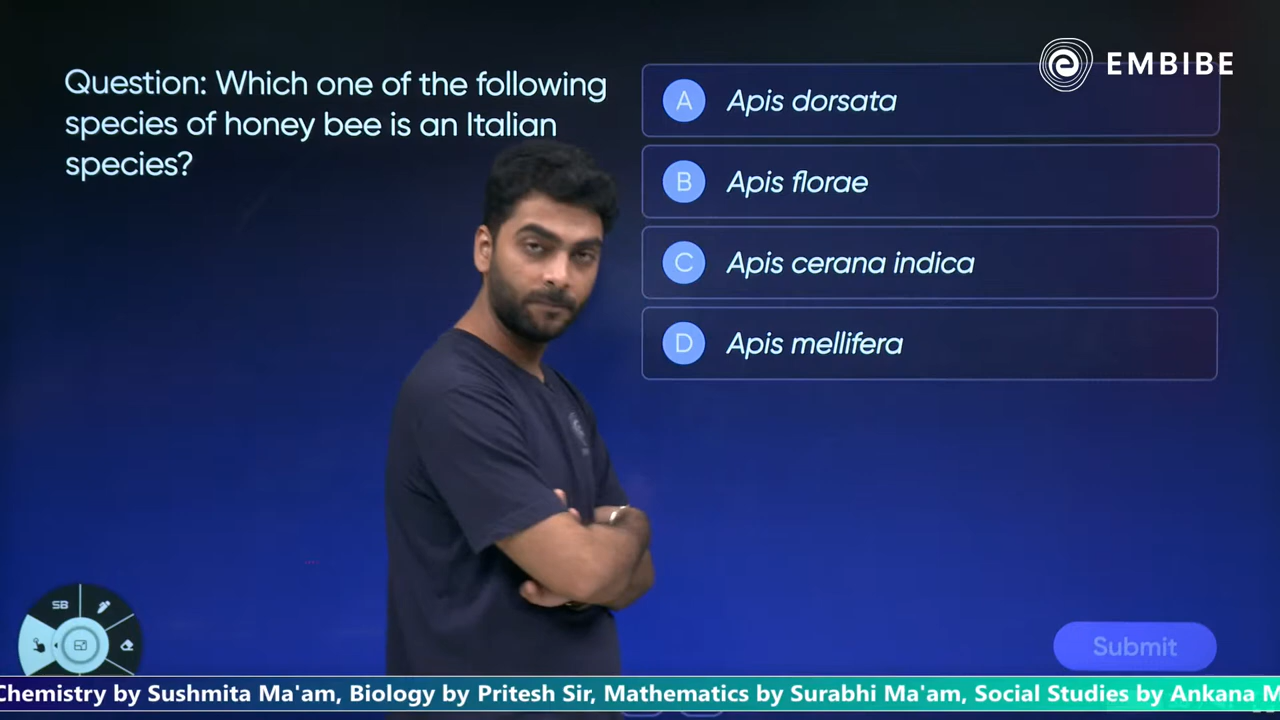 EMBIBE
Question: Which one of the following
species of honey bee is an Italian
species?
A Apis dorsata
B Apis florae
C Apis cerana indica
D Apis mellifera
SB
Submit
Chemistry by Sushmita Ma'am, Biology by Pritesh Sir, Mathematics by Surabhi Ma'am, Social Studies by Ankana M